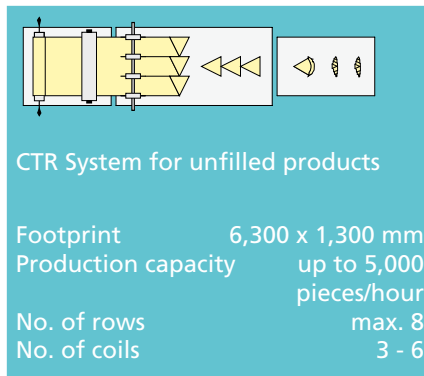 CTR System for unfilled products
Footprint 6,300 x 1,300 mm
Production capacity up to 5,000
pieces/hour
No. of rows max. 8
No. of coils 3 - 6